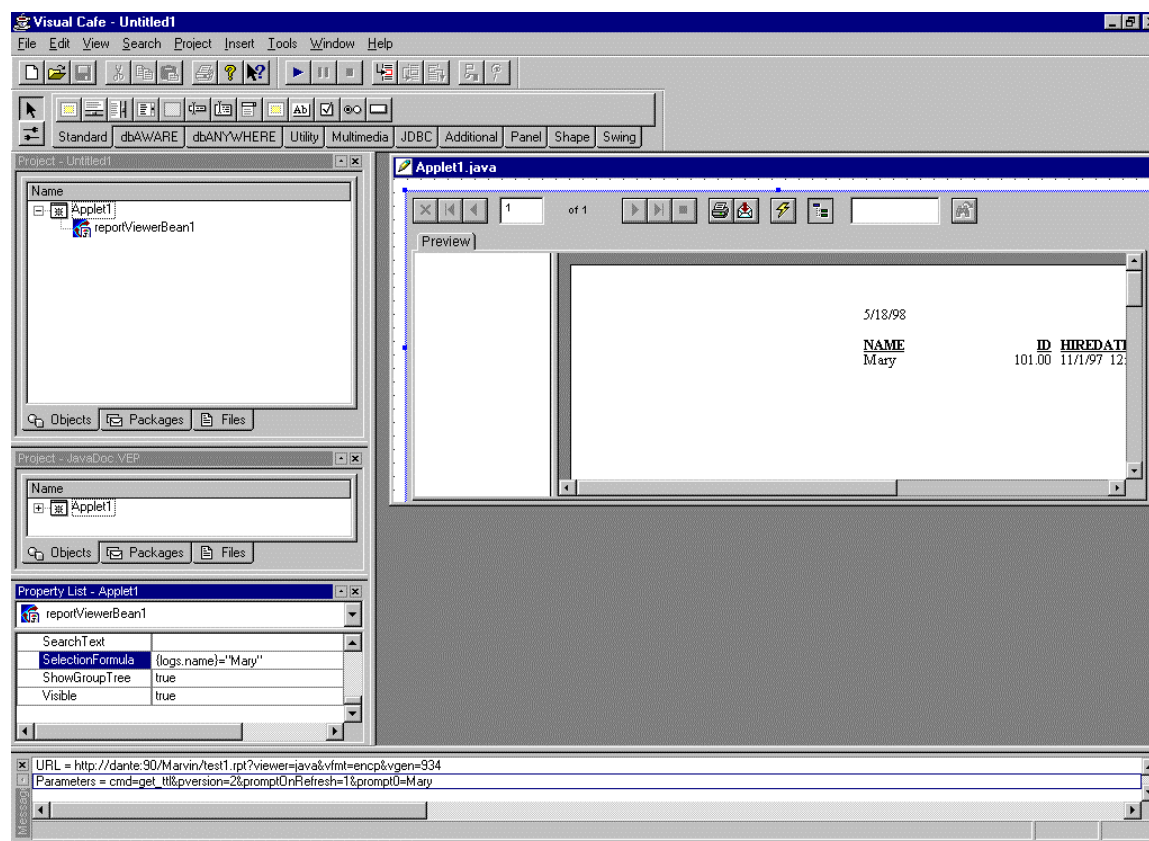 Visual Cafe - Untitled1
File Edit View Search Project Insert Tools Window Help
Standard dbAWARE dbANYWHERE Utility Multimedia JDBC Additional Panel Shape Swing
Project - Untitled1
Name
Applet1
reportViewerBean1
Objects Packages Files
Project - JavaDoc.VEP
Name
Applet1
Objects Packages Files
Property List - Applet1
reportViewerBean1
SearchText
SelectionFormula {logs.name}="Mary"
ShowGroupTree true
Visible true
Applet1.java
1 of 1
Preview
5/18/98
NAME ID HIREDATE
Mary 101.00 11/1/97 12:
URL = http://dante:90/Marvin/test1.rpt?viewer=java&vfmt=encp&vgen=934
Parameters = cmd=get_ttl&pversion=2&promptOnRefresh=1&prompt0=Mary